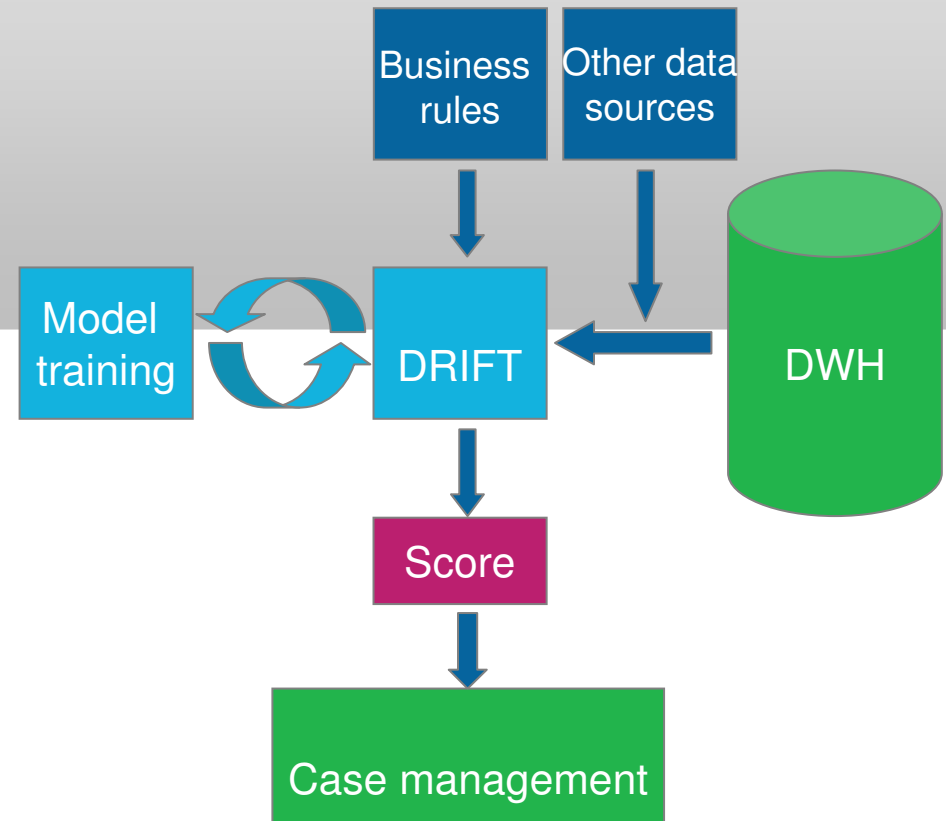 Business
rules
Other data
sources
Model
training
DRIFT
DWH
Score
Case management